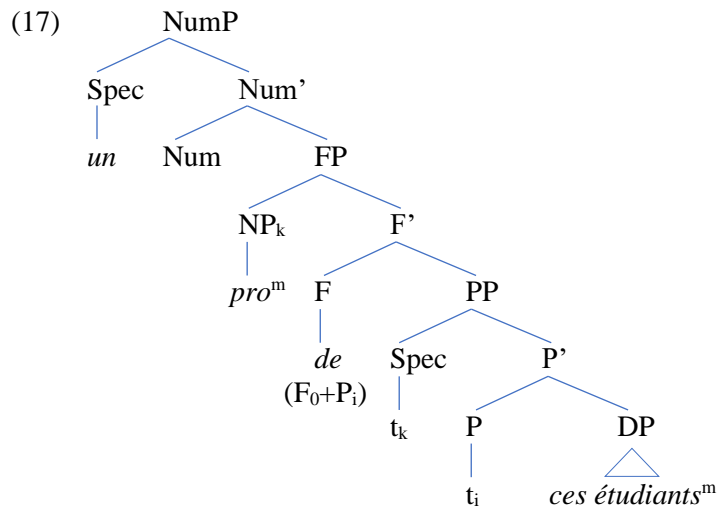 (17) NumP
Spec Num’
un Num FP
NPₖ F’
proᵐ F PP
de Spec P’
(F₀+Pᵢ)
tₖ P DP
tᵢ ces étudiantsᵐ